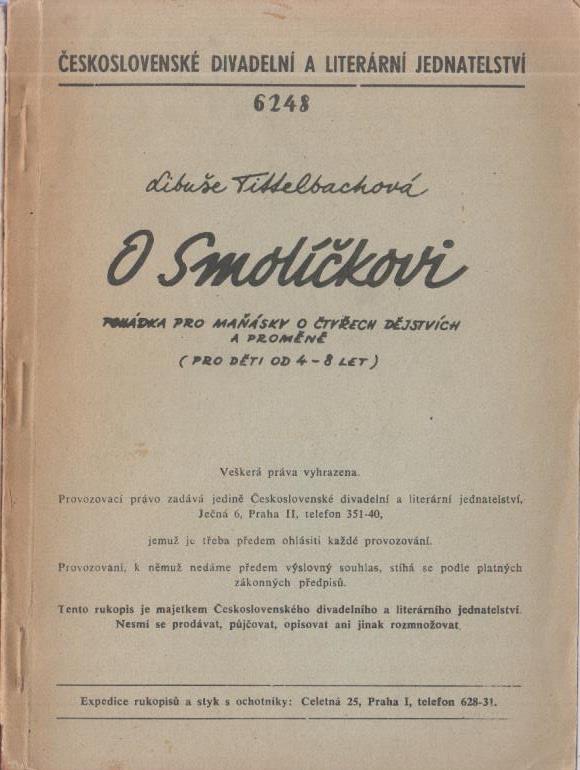 ČESKOSLOVENSKÉ DIVADELNÍ A LITERÁRNÍ JEDNATELSTVÍ
6248
Libuše Tittelbachová
O Smolíčkovi
POHÁDKA PRO MAŇÁSKY O ČTYŘECH DĚJSTVÍCH
A PROMĚNĚ
(PRO DĚTI OD 4-8 LET)
Veškerá práva vyhrazena.
Provozovací právo zadává jedině Československé divadelní a literární jednatelství,
Ječná 6, Praha II, telefon 351-40,
jemuž je třeba předem ohlásiti každé provozování.
Provozování, k němuž nedáme předem výslovný souhlas, stíhá se podle platných
zákonných předpisů.
Tento rukopis je majetkem Československého divadelního a literárního jednatelství.
Nesmí se prodávat, půjčovat, opisovat ani jinak rozmnožovat.
Expedice rukopisů a styk s ochotníky: Celetná 25, Praha I, telefon 628-31.